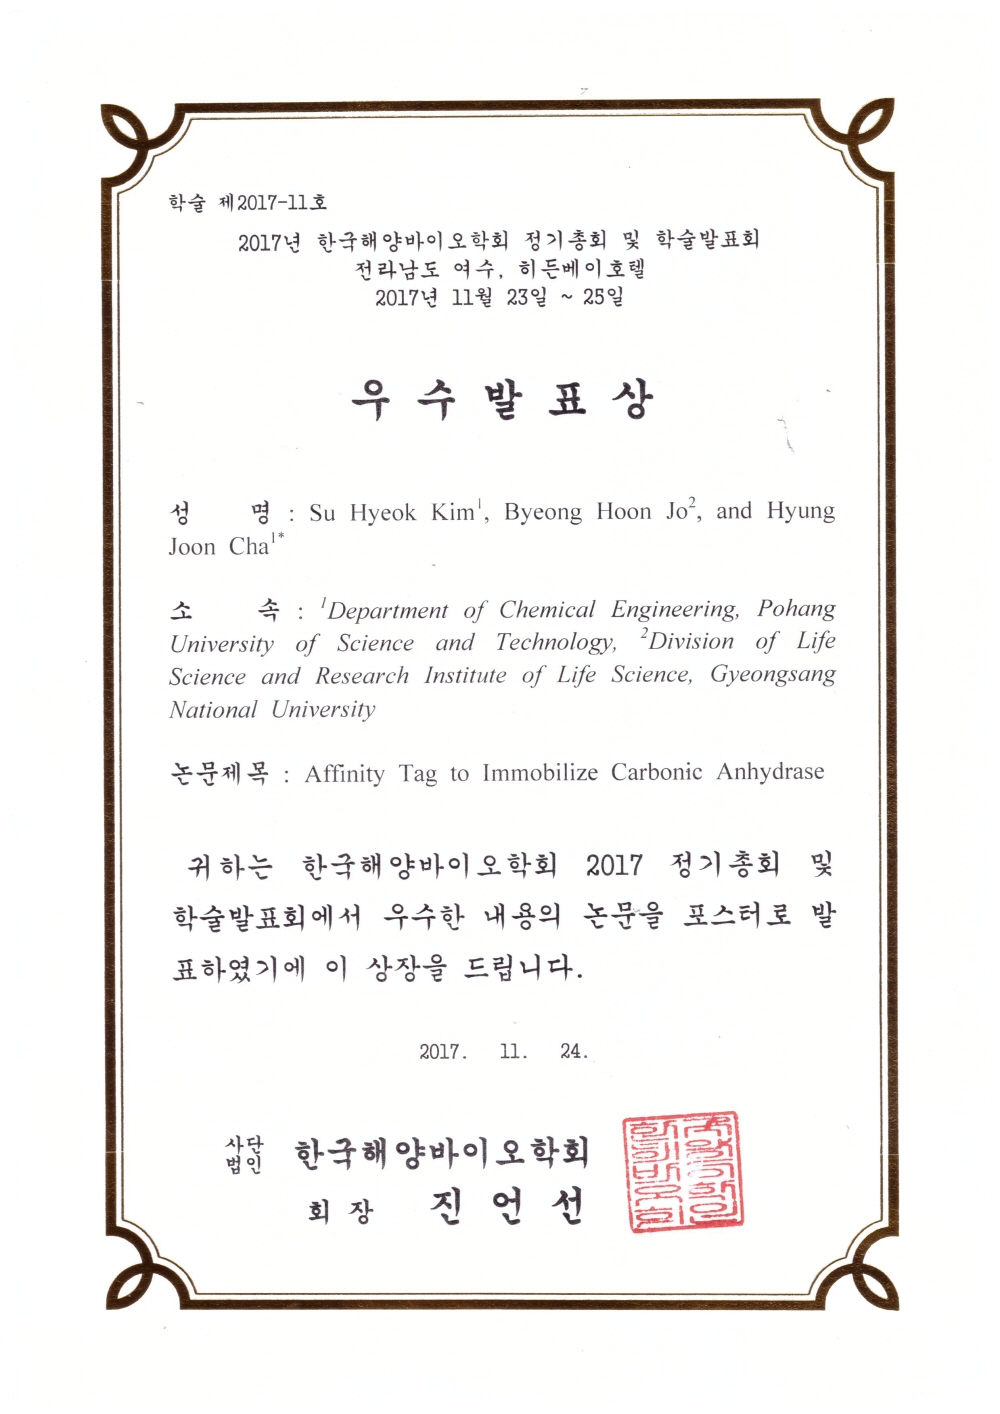 학술 제2017-11호
2017년 한국해양바이오학회 정기총회 및 학술발표회
전라남도 여수, 히든베이호텔
2017년 11월 23일 ~ 25일
우 수 발 표 상
성 명 : Su Hyeok Kim¹, Byeong Hoon Jo², and Hyung
Joon Cha¹*
소 속 : ¹Department of Chemical Engineering, Pohang
University of Science and Technology, ²Division of Life
Science and Research Institute of Life Science, Gyeongsang
National University
논문제목 : Affinity Tag to Immobilize Carbonic Anhydrase
귀하는 한국해양바이오학회 2017 정기총회 및
학술발표회에서 우수한 내용의 논문을 포스터로 발
표하였기에 이 상장을 드립니다.
2017. 11. 24.
사단법인 한국해양바이오학회
회 장 진 언 선